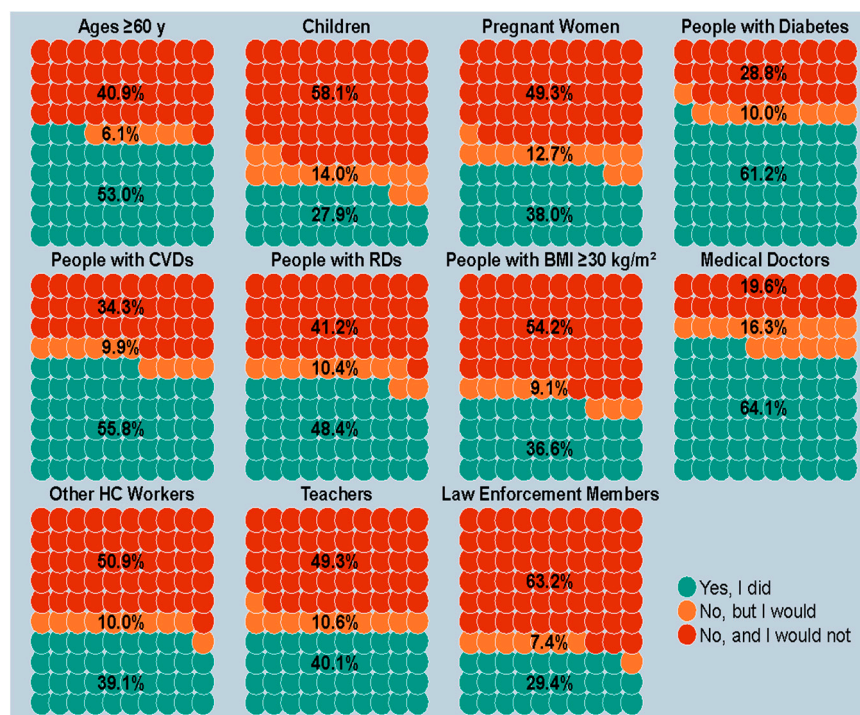 Ages ≥60 y
Children
Pregnant Women
People with Diabetes
40.9%
6.1%
53.0%
58.1%
14.0%
27.9%
49.3%
12.7%
38.0%
28.8%
10.0%
61.2%
People with CVDs
People with RDs
People with BMI ≥30 kg/m²
Medical Doctors
34.3%
9.9%
55.8%
41.2%
10.4%
48.4%
54.2%
9.1%
36.6%
19.6%
16.3%
64.1%
Other HC Workers
Teachers
Law Enforcement Members
50.9%
10.0%
39.1%
49.3%
10.6%
40.1%
63.2%
7.4%
29.4%
Yes, I did
No, but I would
No, and I would not